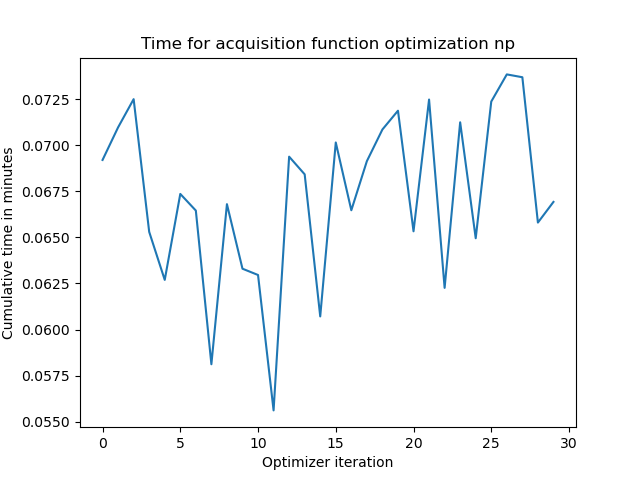 Time for acquisition function optimization np
Cumulative time in minutes
0.0725
0.0700
0.0675
0.0650
0.0625
0.0600
0.0575
0.0550
0 5 10 15 20 25 30
Optimizer iteration